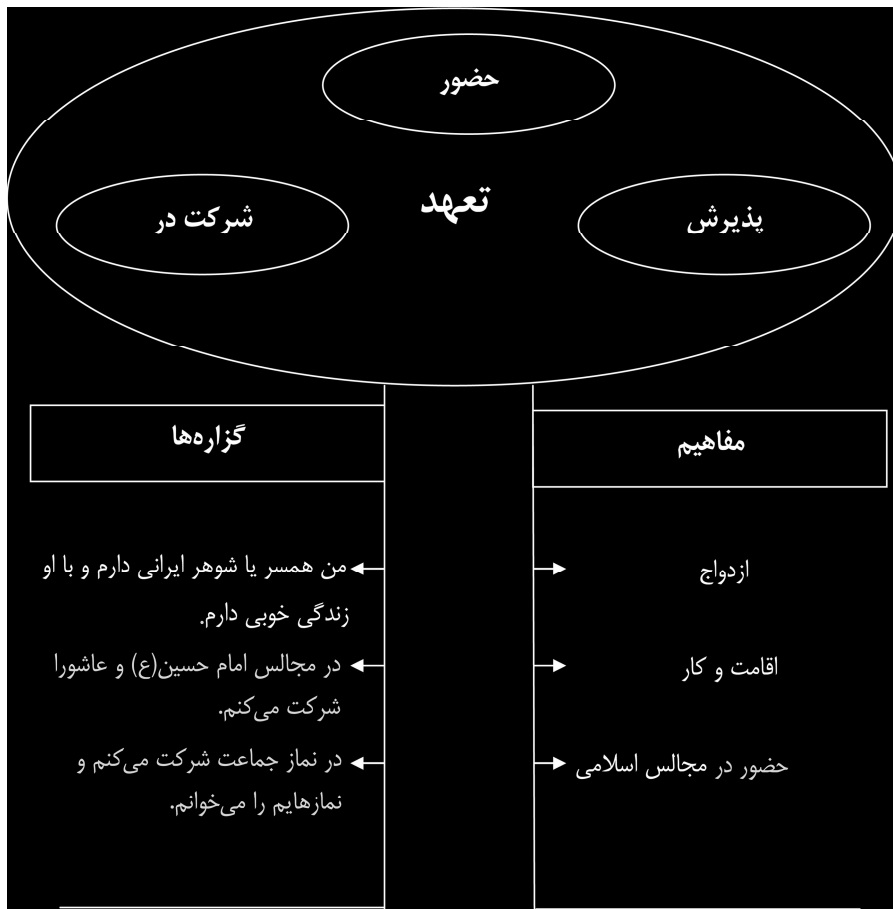 حضور
تعهد
پذیرش
شرکت در
مفاهیم
گزاره‌ها
ازدواج
من همسر یا شوهر ایرانی دارم و با او
زندگی خوبی دارم.
اقامت و کار
در مجالس امام حسین(ع) و عاشورا
شرکت می‌کنم.
حضور در مجالس اسلامی
در نماز جماعت شرکت می‌کنم و
نمازهایم را می‌خوانم.